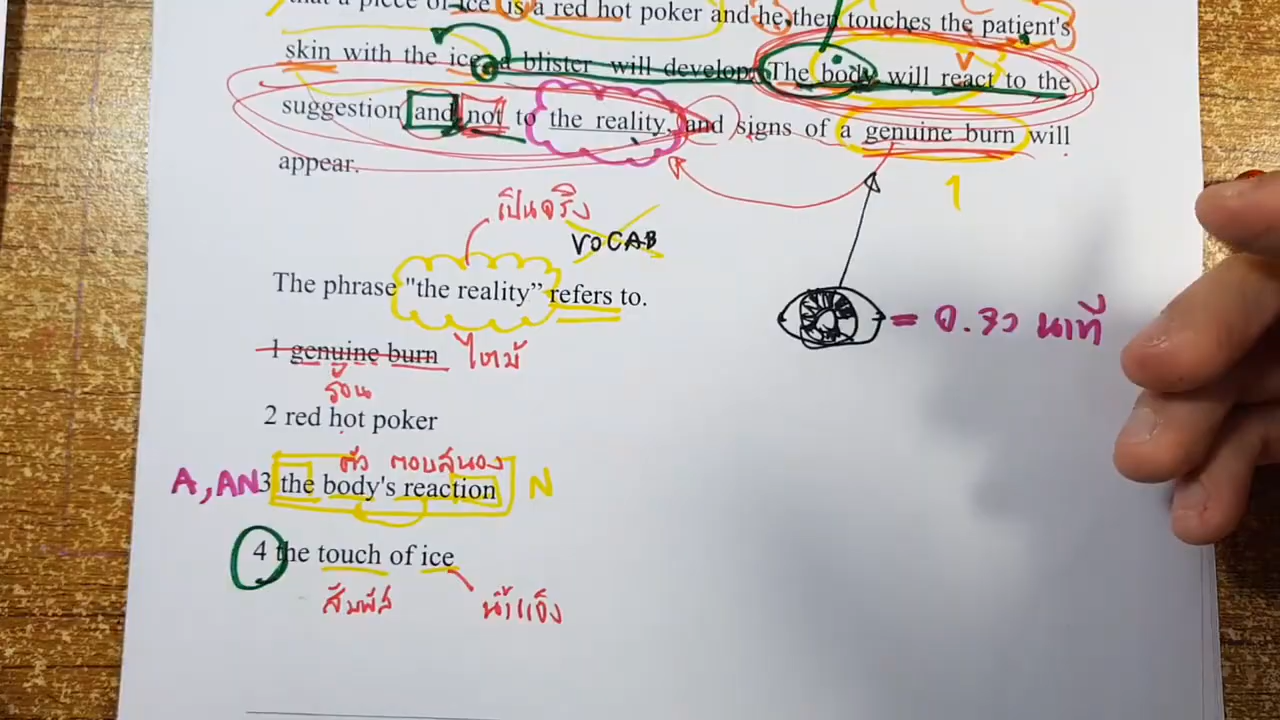 that a piece of ice is a red hot poker and he, then touches the patient's
skin with the ice a blister will develop. The body will react to the
suggestion and not to the reality, and signs of a genuine burn will
appear.
1
เป็นจริง
VOCAB
The phrase "the reality” refers to.
= 0.32 นาที
1 genuine burn ไหม้
ร้อน
2 red hot poker
ตัว ตอบสนอง
A, AN 3 the body's reaction N
4 the touch of ice
สัมผัส น้ำแข็ง